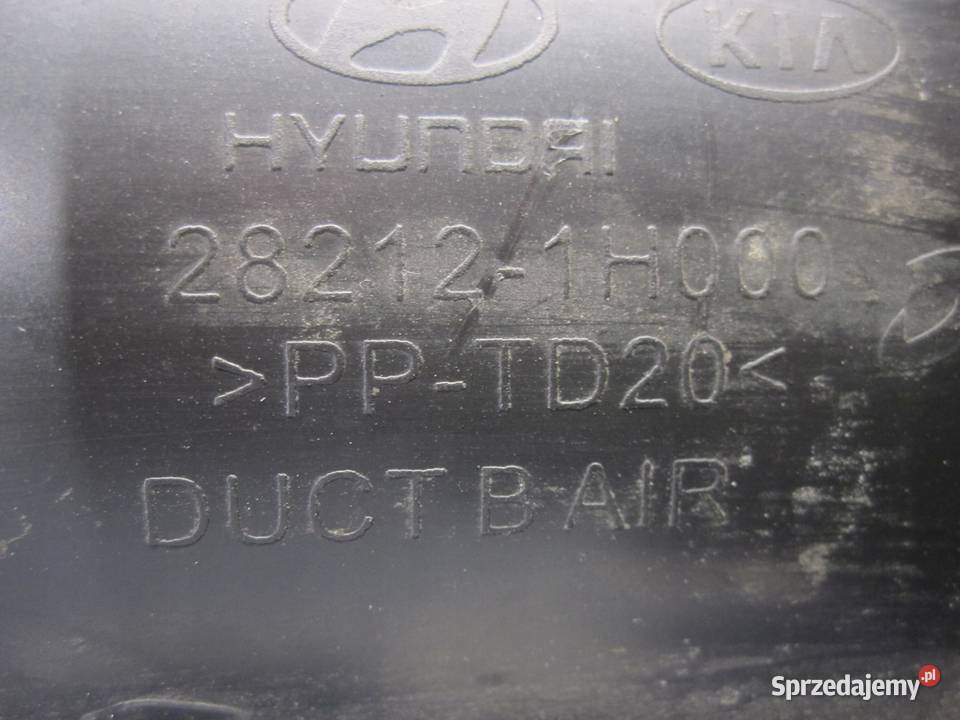 KIA
HYUNDAI
28212-1H000
>PP-TD20<
DUCT B AIR
Sprzedajemy.pl